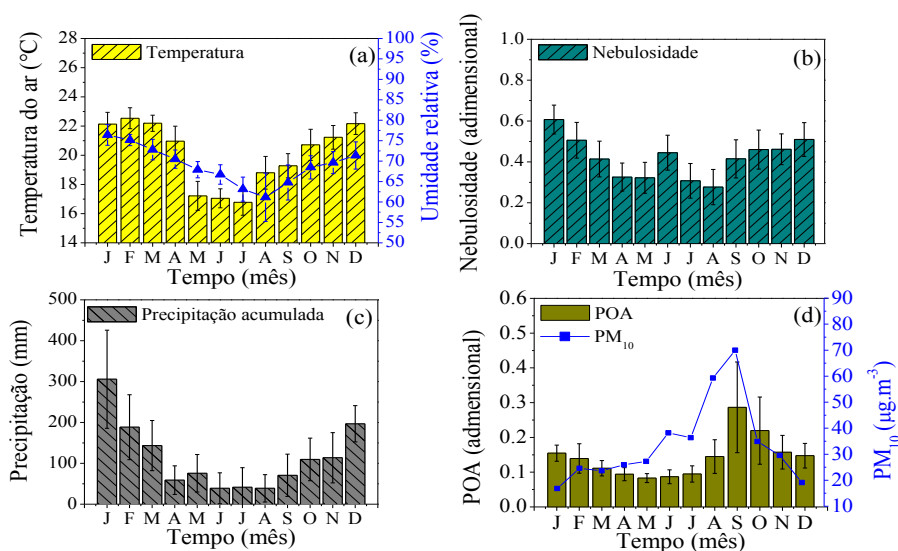 Temperatura
(a)
Temperatura do ar (°C)
28
26
24
22
20
18
16
14
Umidade relativa (%)
100
95
90
85
80
75
70
65
60
55
50
J F M A M J J A S O N D
Tempo (mês)
Nebulosidade
(b)
Nebulosidade (adimensional)
1.0
0.8
0.6
0.4
0.2
0.0
J F M A M J J A S O N D
Tempo (mês)
Precipitação acumulada
(c)
Precipitação (mm)
500
400
300
200
100
0
J F M A M J J A S O N D
Tempo (mês)
POA
PM10
(d)
POA (admensional)
0.6
0.5
0.4
0.3
0.2
0.1
0.0
PM10 (µg.m-3)
90
80
70
60
50
40
30
20
10
J F M A M J J A S O N D
Tempo (mês)